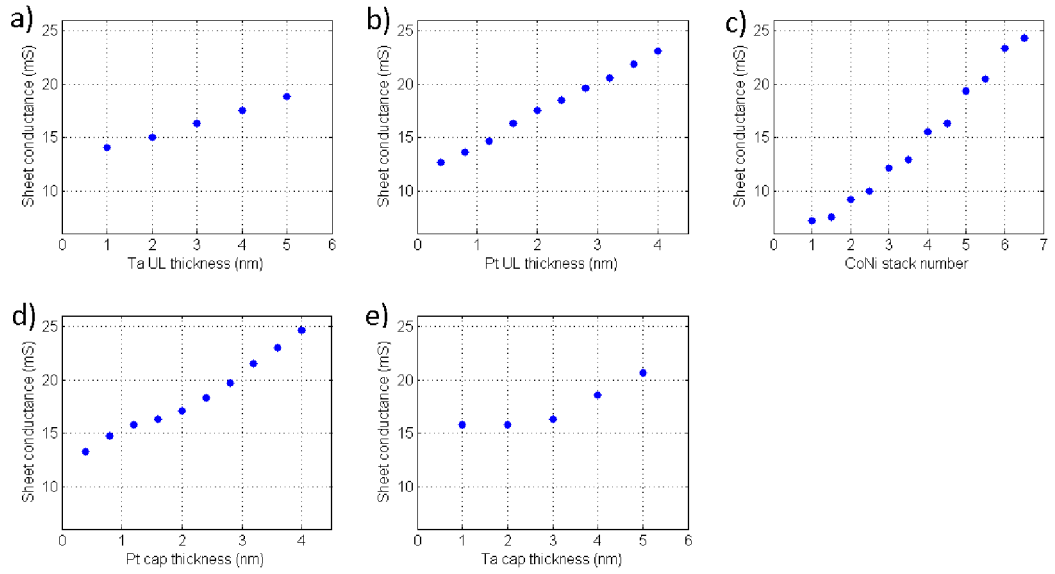 a)
Sheet conductance (mS)
25
20
15
10
0 1 2 3 4 5 6
Ta UL thickness (nm)
b)
Sheet conductance (mS)
25
20
15
10
0 1 2 3 4
Pt UL thickness (nm)
c)
Sheet conductance (mS)
25
20
15
10
0 1 2 3 4 5 6 7
CoNi stack number
d)
Sheet conductance (mS)
25
20
15
10
0 1 2 3 4
Pt cap thickness (nm)
e)
Sheet conductance (mS)
25
20
15
10
0 1 2 3 4 5 6
Ta cap thickness (nm)